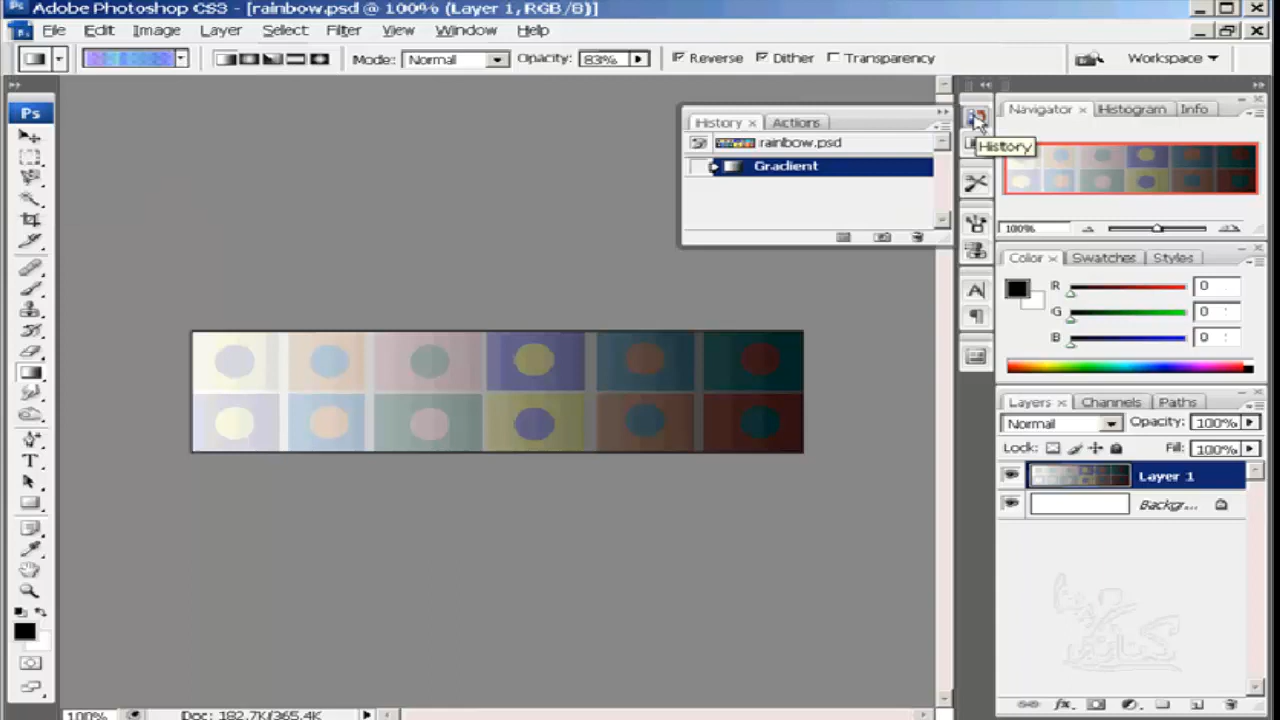 Adobe Photoshop CS3 - [rainbow.psd @ 100% (Layer 1, RGB/8)]
File Edit Image Layer Select Filter View Window Help
Mode: Normal Opacity: 83% Reverse Dither Transparency Workspace
Ps
History × Actions
rainbow.psd
Gradient
History
Navigator × Histogram Info
100%
Color × Swatches Styles
R 0
G 0
B 0
Layers × Channels Paths
Normal Opacity: 100%
Lock: Fill: 100%
Layer 1
Backgr...
100% Doc: 182.7K/365.4K